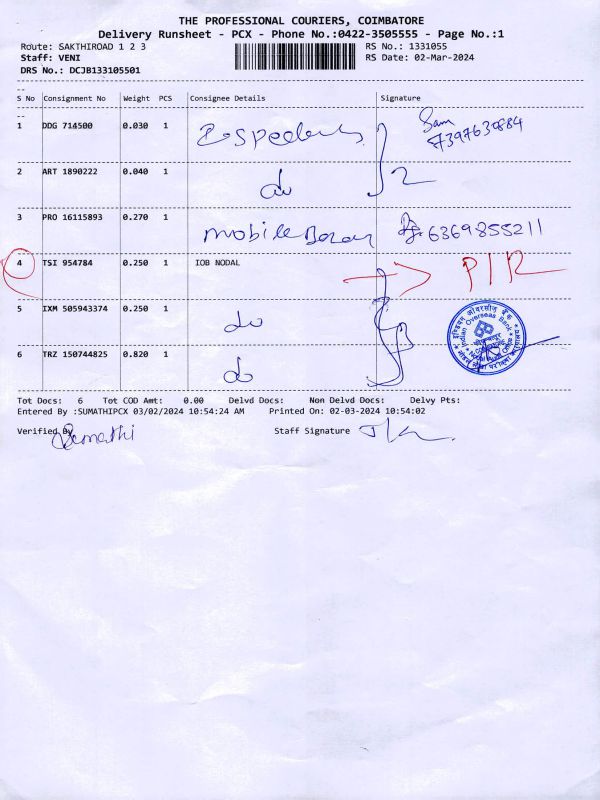 THE PROFESSIONAL COURIERS, COIMBATORE
Delivery Runsheet - PCX - Phone No.:0422-3505555 - Page No.:1
Route: SAKTHIROAD 1 2 3 RS No.: 1331055
Staff: VENI RS Date: 02-Mar-2024
DRS No.: DCJB133105501
S No Consignment No Weight PCS Consignee Details Signature
1 DDG 714500 0.030 1 Sam
2 ART 1890222 0.040 1 do 2
3 PRO 16115893 0.270 1 mobile 6369855211
4 TSI 954784 0.250 1 IOB NODAL P/R
5 IXM 505943374 0.250 1 do
6 TRZ 150744825 0.820 1 do
Indian Overseas Bank
Tot Docs: 6 Tot COD Amt: 0.00 Delvd Docs: Non Delvd Docs: Delvy Pts:
Entered By :SUMATHIPCX 03/02/2024 10:54:24 AM Printed On: 02-03-2024 10:54:02
Verified By Sumathi Staff Signature